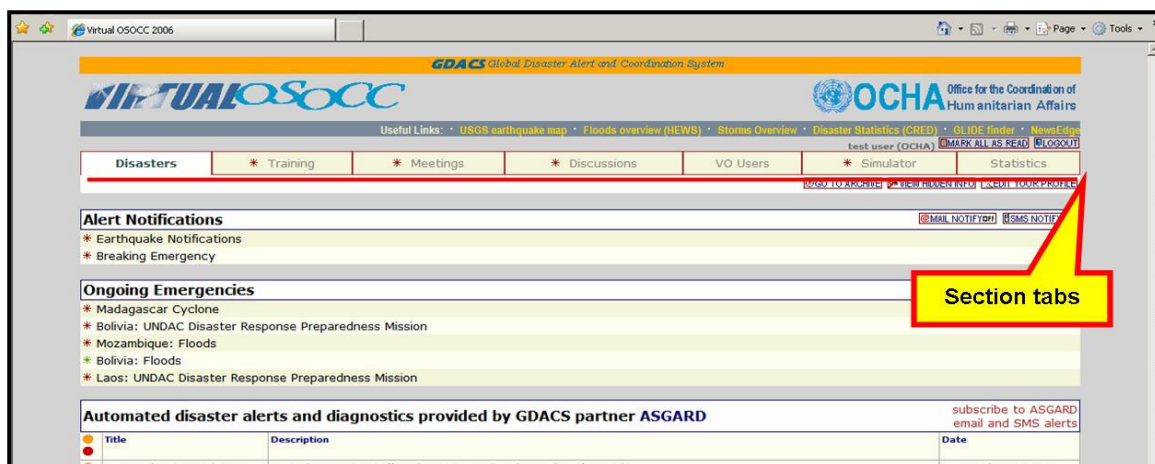 Virtual OSOCC 2006
Page
Tools
GDACS Global Disaster Alert and Coordination System
VIRTUALOSOCC
OCHA Office for the Coordination of Humanitarian Affairs
Useful Links: · USGS earthquake map · Floods overview (HEWS) · Storms Overview · Disaster Statistics (CRED) · GLIDE finder · NewsEdge
test user (OCHA) MARK ALL AS READ LOGOUT
Disasters * Training * Meetings * Discussions VO Users * Simulator Statistics
GO TO ARCHIVE VIEW HIDDEN INFO EDIT YOUR PROFILE
Alert Notifications @MAIL NOTIFY OFF SMS NOTIF
* Earthquake Notifications
* Breaking Emergency
Section tabs
Ongoing Emergencies
* Madagascar Cyclone
* Bolivia: UNDAC Disaster Response Preparedness Mission
* Mozambique: Floods
* Bolivia: Floods
* Laos: UNDAC Disaster Response Preparedness Mission
Automated disaster alerts and diagnostics provided by GDACS partner ASGARD
subscribe to ASGARD
email and SMS alerts
Title Description Date